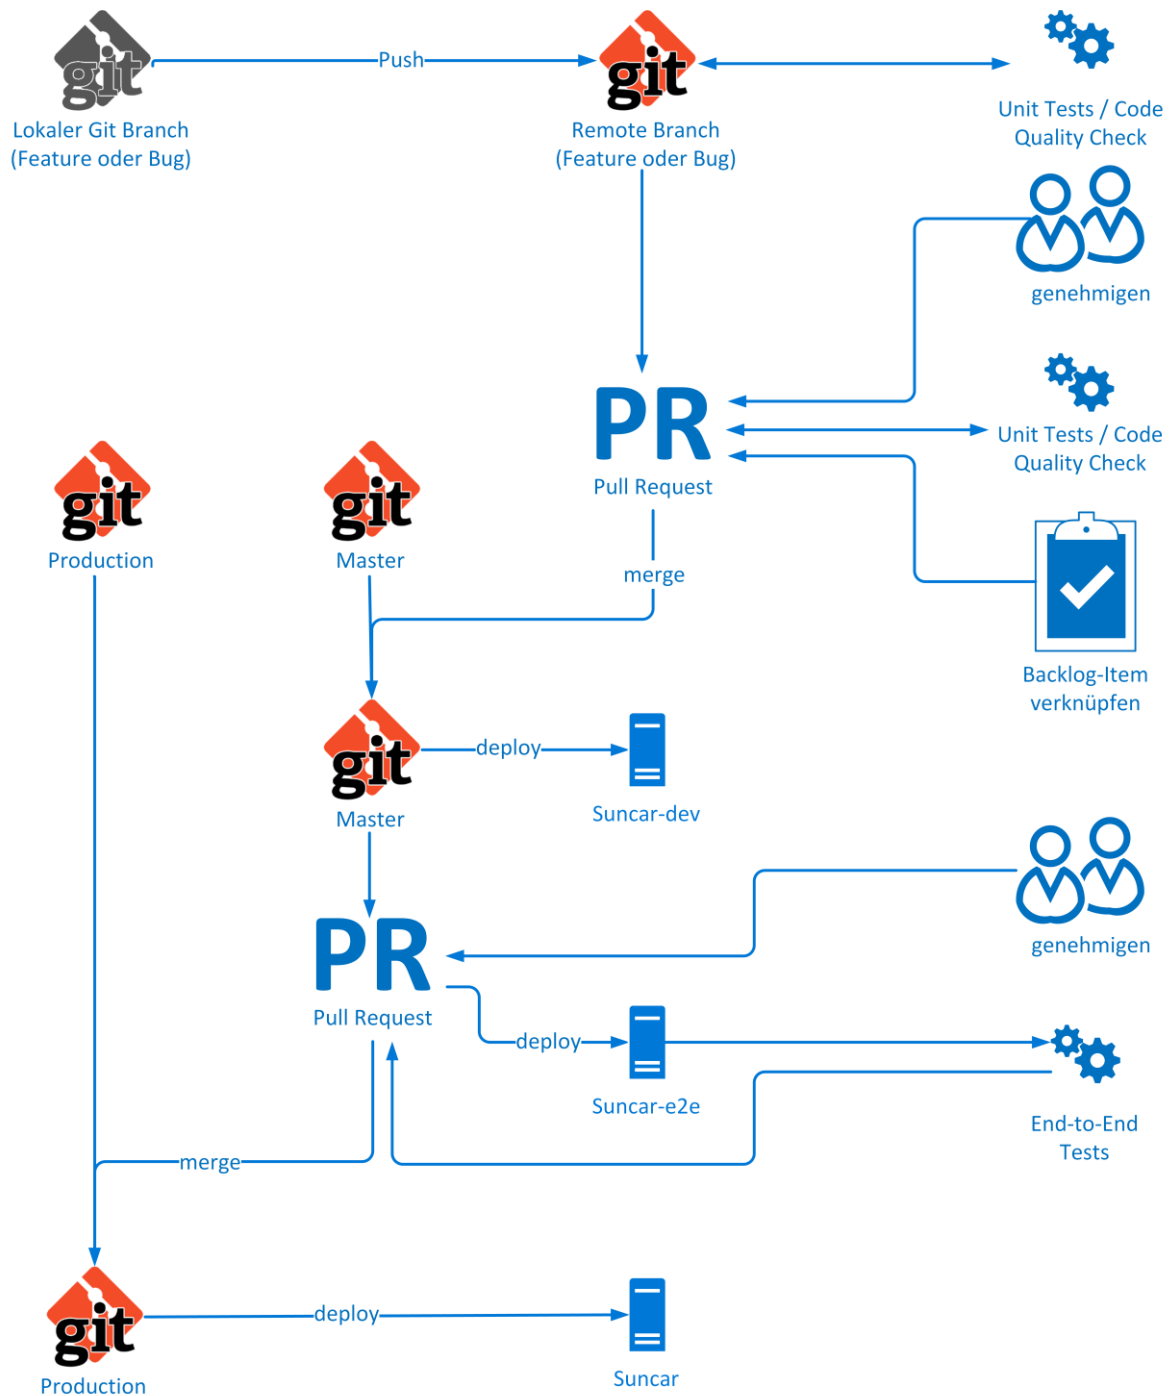 git
Push
git
Lokaler Git Branch
(Feature oder Bug)
Remote Branch
(Feature oder Bug)
Unit Tests / Code
Quality Check
genehmigen
PR
Pull Request
Unit Tests / Code
Quality Check
git
Production
git
Master
merge
Backlog-Item
verknüpfen
git
Master
deploy
Suncar-dev
PR
Pull Request
genehmigen
deploy
Suncar-e2e
End-to-End
Tests
merge
git
Production
deploy
Suncar